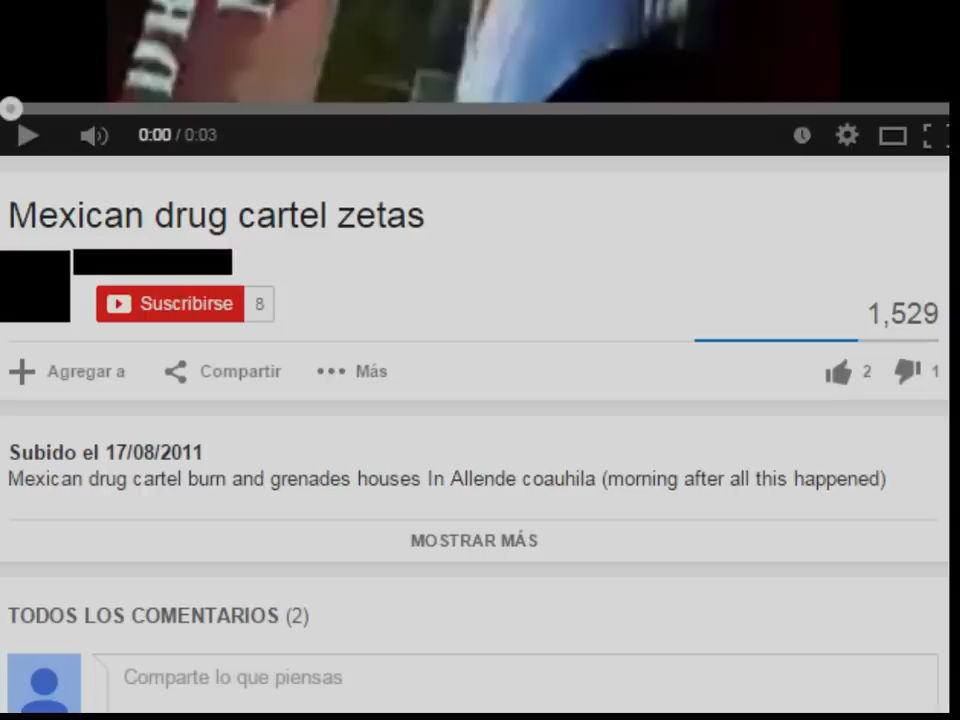 0:00 / 0:03
Mexican drug cartel zetas
Suscribirse 8
1,529
Agregar a Compartir Más 2 1
Subido el 17/08/2011
Mexican drug cartel burn and grenades houses In Allende coauhila (morning after all this happened)
MOSTRAR MÁS
TODOS LOS COMENTARIOS (2)
Comparte lo que piensas